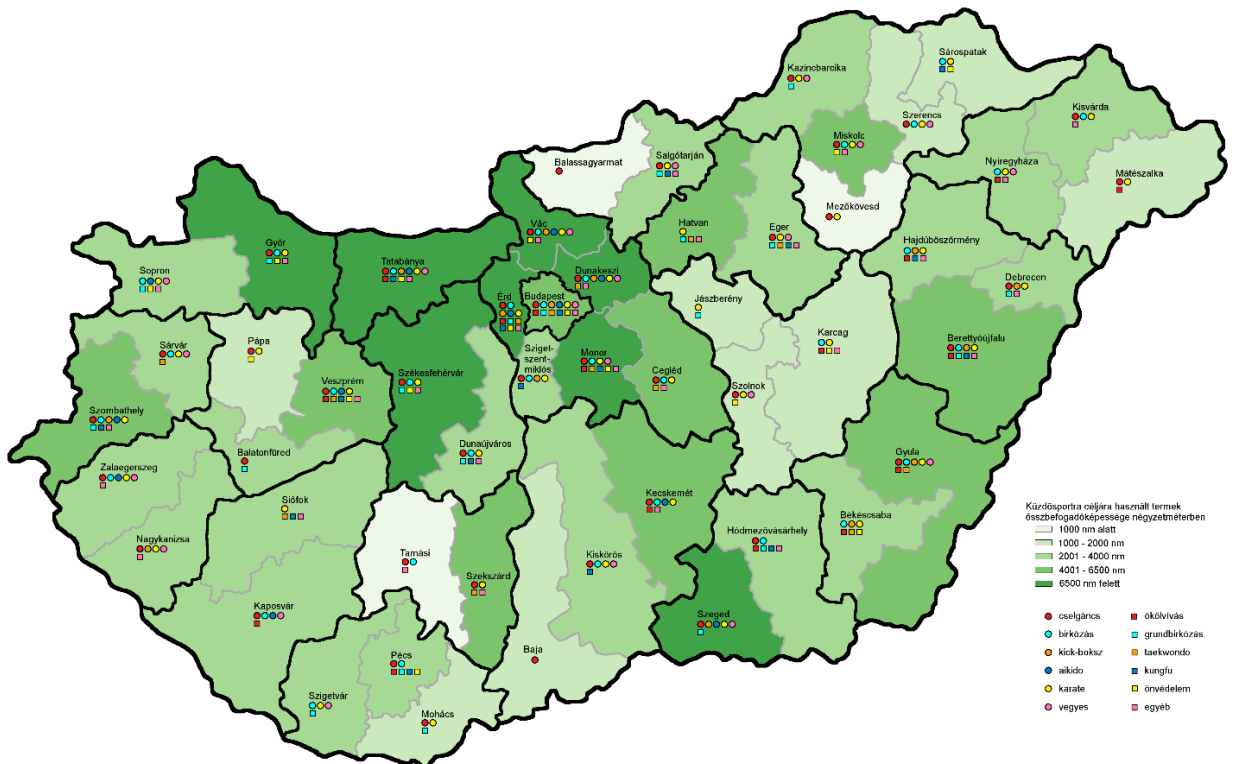 Sárospatak
Kazincbarcika
Kisvárda
Szerencs
Miskolc
Salgótarján
Balassagyarmat
Nyíregyháza
Mátészalka
Mezőkövesd
Vác
Hatvan
Eger
Győr
Hajdúböszörmény
Tatabánya
Dunakeszi
Sopron
Debrecen
Érd
Budapest
Jászberény
Karcag
Berettyóújfalu
Pápa
Sárvár
Sziget-
szent-
miklós
Monor
Cegléd
Veszprém
Székesfehérvár
Szolnok
Szombathely
Dunaújváros
Gyula
Balatonfüred
Zalaegerszeg
Siófok
Kecskemét
Békéscsaba
Hódmezővásárhely
Nagykanizsa
Tamási
Kiskőrös
Szekszárd
Kaposvár
Szeged
Baja
Pécs
Szigetvár
Mohács
Küzdősportra céljára használt termek
összbefogadóképessége négyzetméterben
1000 nm alatt
1000 - 2000 nm
2001 - 4000 nm
4001 - 6500 nm
6500 nm felett
cselgáncs
ökölvívás
birkózás
grundbirkózás
kick-boksz
taekwondo
aikido
kungfu
karate
önvédelem
vegyes
egyéb